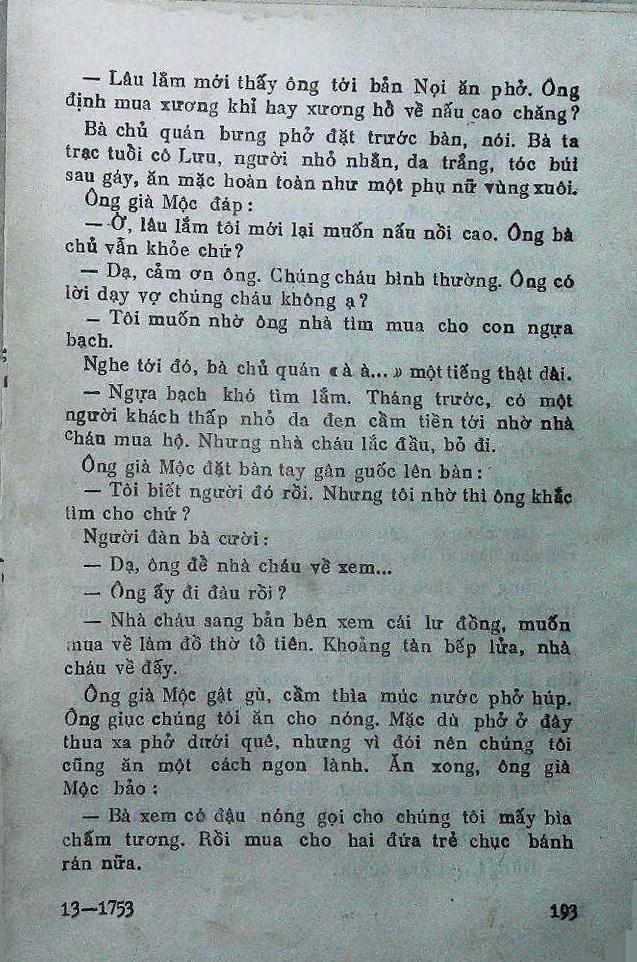 — Lâu lắm mới thấy ông tới bản Nọi ăn phở. Ông
định mua xương khỉ hay xương hồ về nấu cao chăng?
Bà chủ quán bưng phở đặt trước bàn, nói. Bà ta
trạc tuổi cô Lưu, người nhỏ nhắn, da trắng, tóc búi
sau gáy, ăn mặc hoàn toàn như một phụ nữ vùng xuôi.
Ông già Mộc đáp:
— Ờ, lâu lắm tôi mới lại muốn nấu nồi cao. Ông bà
chủ vẫn khỏe chứ?
— Dạ, cảm ơn ông. Chúng cháu bình thường. Ông có
lời dạy vợ chúng cháu không ạ?
— Tôi muốn nhờ ông nhà tìm mua cho con ngựa
bạch.
Nghe tới đó, bà chủ quán « à à... » một tiếng thật dài.
— Ngựa bạch khó tìm lắm. Tháng trước, có một
người khách thấp nhỏ da đen cầm tiền tới nhờ nhà
cháu mua hộ. Nhưng nhà cháu lắc đầu, bỏ đi.
Ông già Mộc đặt bàn tay gân guốc lên bàn:
— Tôi biết người đó rồi. Nhưng tôi nhờ thì ông khắc
tìm cho chứ?
Người đàn bà cười:
— Dạ, ông để nhà cháu về xem...
— Ông ấy đi đàu rồi?
— Nhà cháu sang bản bên xem cái lư đồng, muốn
mua về làm đồ thờ tổ tiên. Khoảng tàn bếp lửa, nhà
cháu về đấy.
Ông già Mộc gật gù, cầm thìa múc nước phở húp.
Ông giục chúng tôi ăn cho nóng. Mặc dù phở ở đây
thua xa phở dưới quê, nhưng vì đói nên chúng tôi
cũng ăn một cách ngon lành. Ăn xong, ông già
Mộc bảo:
— Bà xem có đậu nóng gọi cho chúng tôi mấy bìa
chấm tương. Rồi mua cho hai đứa trẻ chục bánh
rán nữa.
13—1753
193